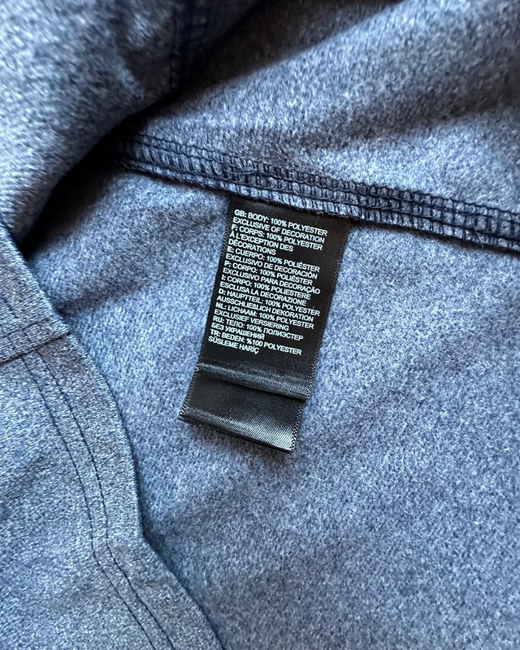 GB: BODY: 100% POLYESTER
EXCLUSIVE OF DECORATION
F: CORPS: 100% POLYESTER
À L'EXCEPTION DES
DÉCORATIONS
E: CUERPO: 100% POLIÉSTER
EXCLUSIVO DE DECORACIÓN
P: CORPO: 100% POLIÉSTER
EXCLUSIVO PARA DECORAÇÃO
I: CORPO: 100% POLIESTERE
ESCLUSA LA DECORAZIONE
D: HAUPTTEIL: 100% POLYESTER
AUSSCHLIEßLICH DEKORATION
NL: LICHAAM: 100% POLYESTER
EXCLUSIEF VERSIERING
RU: ТЕЛО: 100% ПОЛИЭСТЕР
БЕЗ УКРАШЕНИЙ
TR: BEDEN: %100 POLYESTER
SÜSLEME HARİÇ